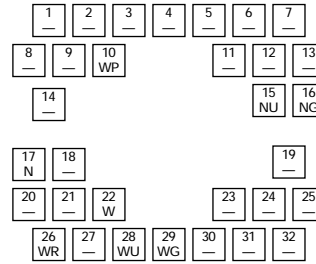 1 2 3 4 5 6 7
— — — — — — —
8 9 10 11 12 13
— — WP — — —
14 15 16
— NU NG
17 18 19
N — —
20 21 22 23 24 25
— — W — — —
26 27 28 29 30 31 32
WR — WU WG — — —